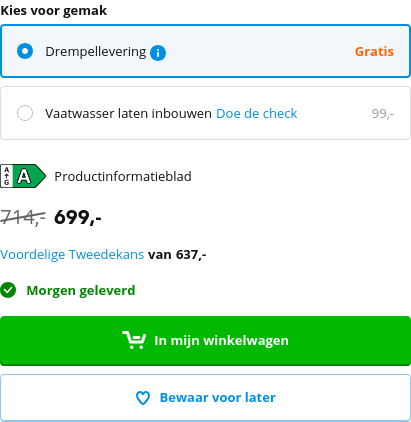 Kies voor gemak
Drempellevering i Gratis
Vaatwasser laten inbouwen Doe de check 99,-
A
G
A Productinformatieblad
714,- 699,-
Voordelige Tweedekans van 637,-
Morgen geleverd
In mijn winkelwagen
Bewaar voor later